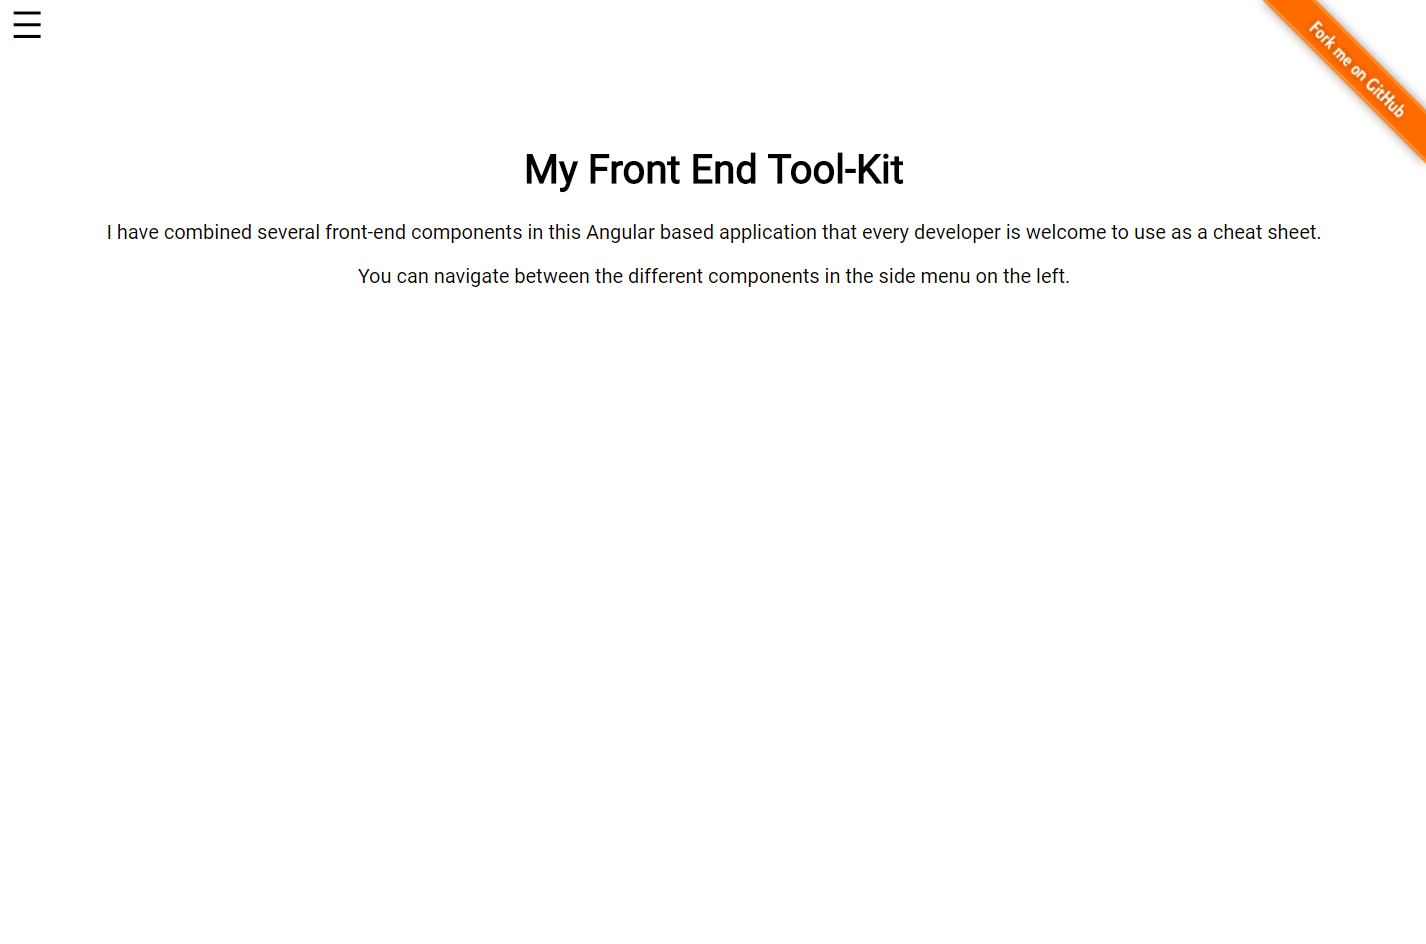 Fork me on GitHub
My Front End Tool-Kit
I have combined several front-end components in this Angular based application that every developer is welcome to use as a cheat sheet.
You can navigate between the different components in the side menu on the left.